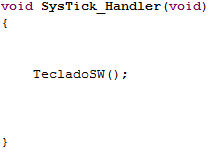 void SysTick_Handler(void)
{
TecladoSW();
}